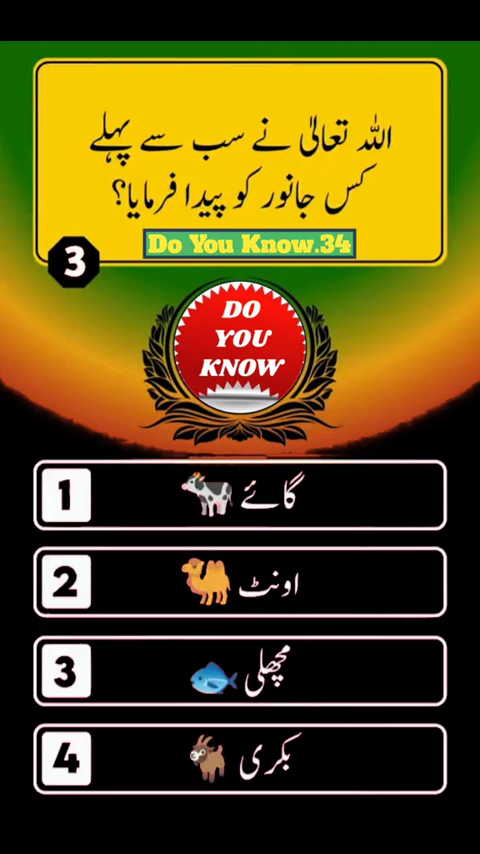 اللہ تعالیٰ نے سب سے پہلے
کس جانور کو پیدا فرمایا؟
Do You Know.34
3
DO
YOU
KNOW
1 گائے
2 اونٹ
3 مچھلی
4 بکری